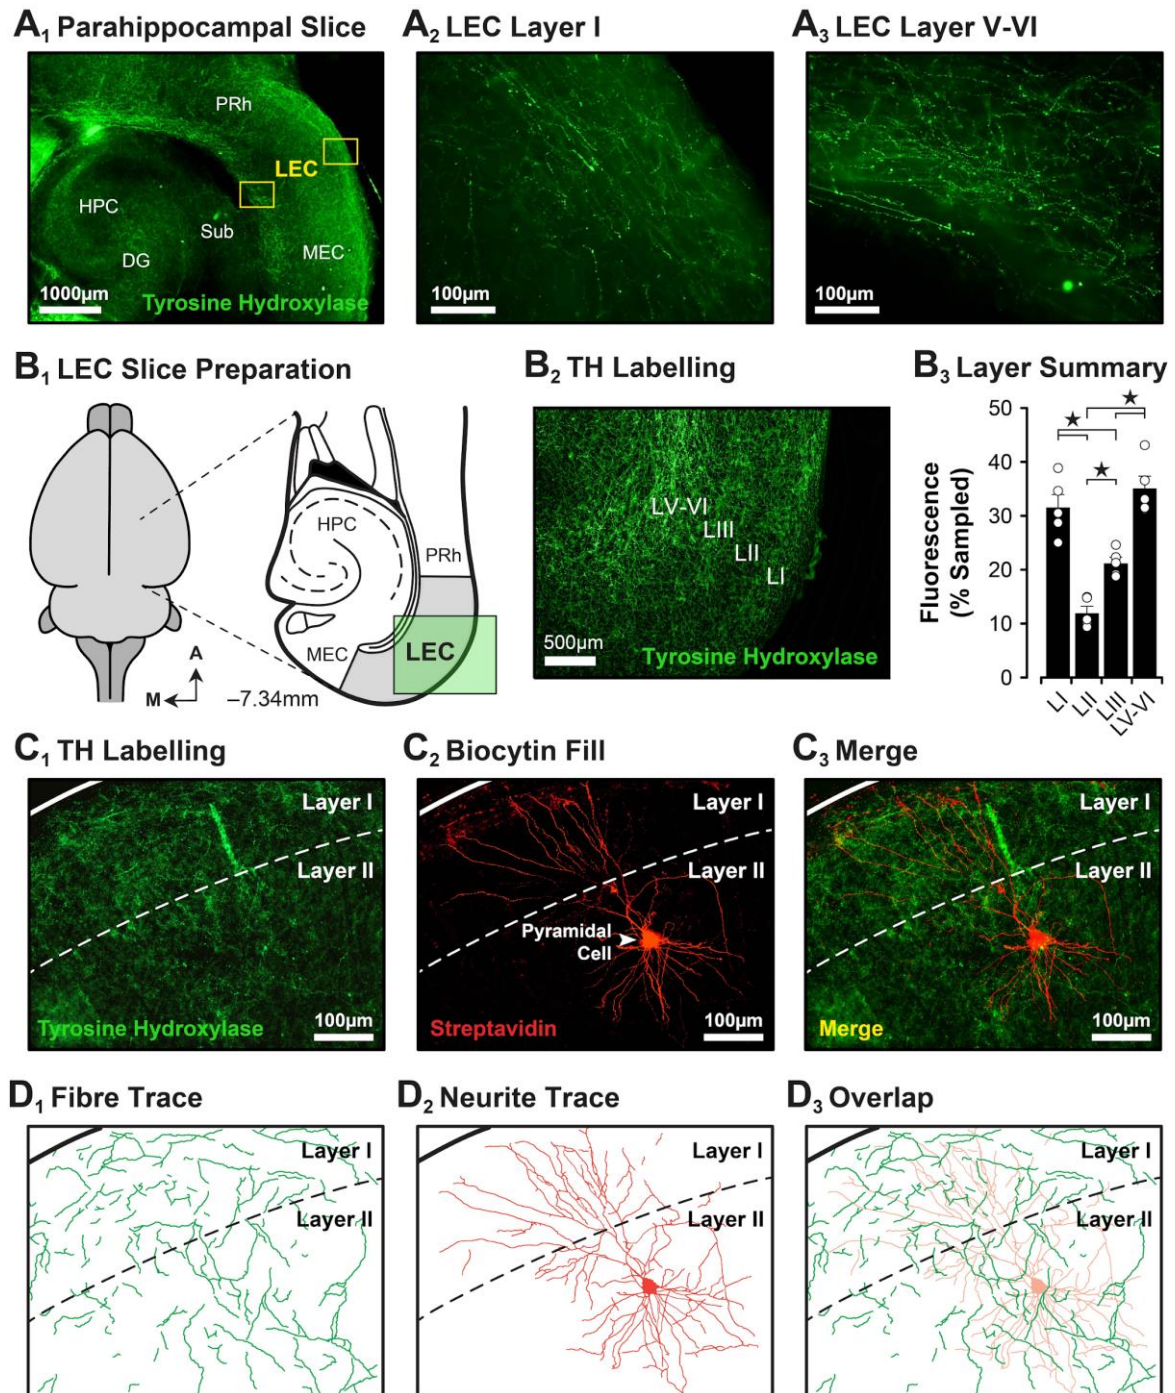 A1 Parahippocampal Slice
PRh
LEC
HPC
Sub
DG
MEC
1000µm
Tyrosine Hydroxylase
A2 LEC Layer I
100µm
A3 LEC Layer V-VI
100µm
B1 LEC Slice Preparation
A
M
–7.34mm
HPC
PRh
MEC
LEC
B2 TH Labelling
LV-VI
LIII
LII
LI
500µm
Tyrosine Hydroxylase
B3 Layer Summary
Fluorescence
(% Sampled)
50
40
30
20
10
0
LI
LII
LIII
LV-VI
C1 TH Labelling
Layer I
Layer II
Tyrosine Hydroxylase
100µm
C2 Biocytin Fill
Layer I
Layer II
Pyramidal
Cell
Streptavidin
100µm
C3 Merge
Layer I
Layer II
Merge
100µm
D1 Fibre Trace
Layer I
Layer II
D2 Neurite Trace
Layer I
Layer II
D3 Overlap
Layer I
Layer II